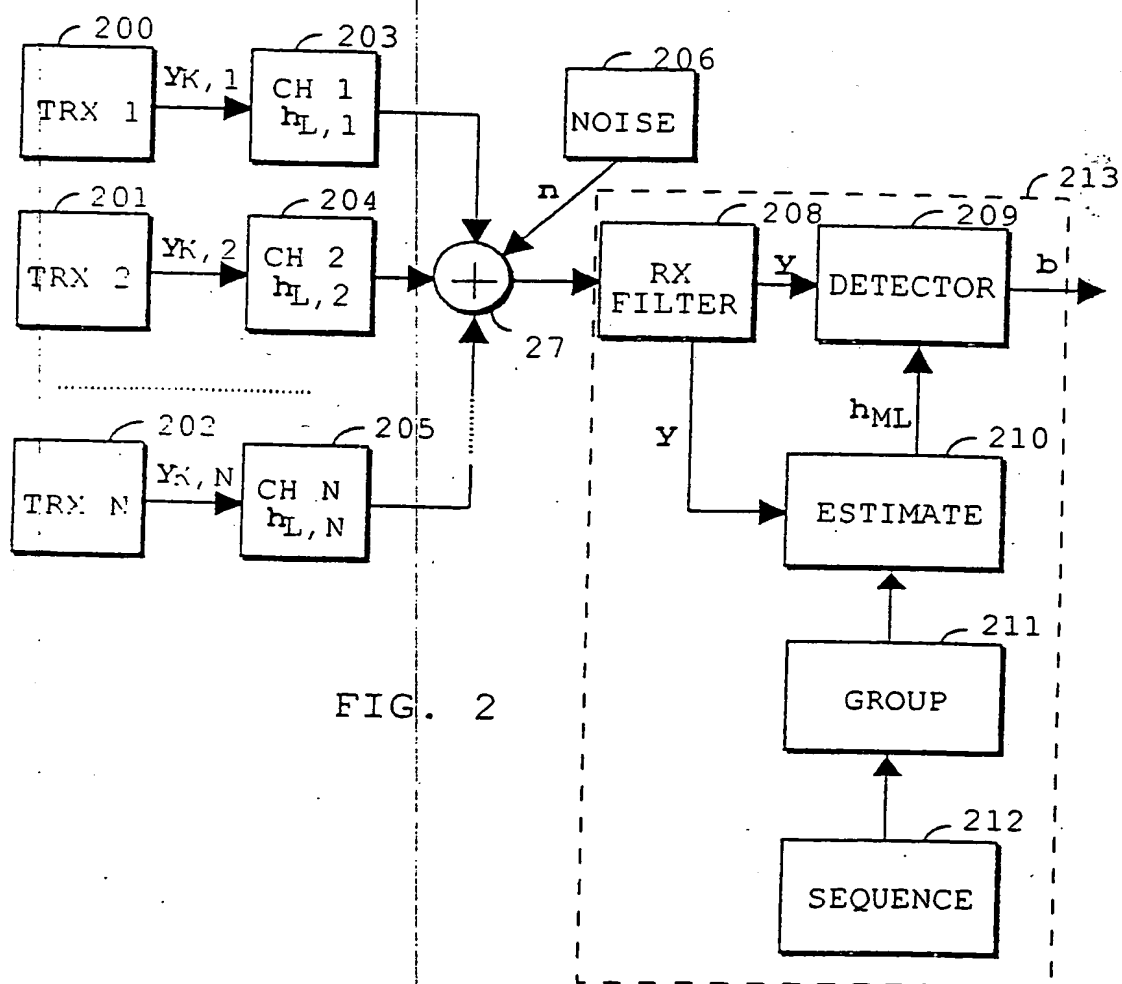 200
203
206
TRX 1
YK, 1
CH 1
hL, 1
NOISE
n
213
201
204
208
209
TRX 2
YK, 2
CH 2
hL, 2
+
RX
FILTER
Y
DETECTOR
b
27
202
205
Y
hML
210
TRX N
YK, N
CH N
hL, N
ESTIMATE
211
GROUP
FIG. 2
212
SEQUENCE